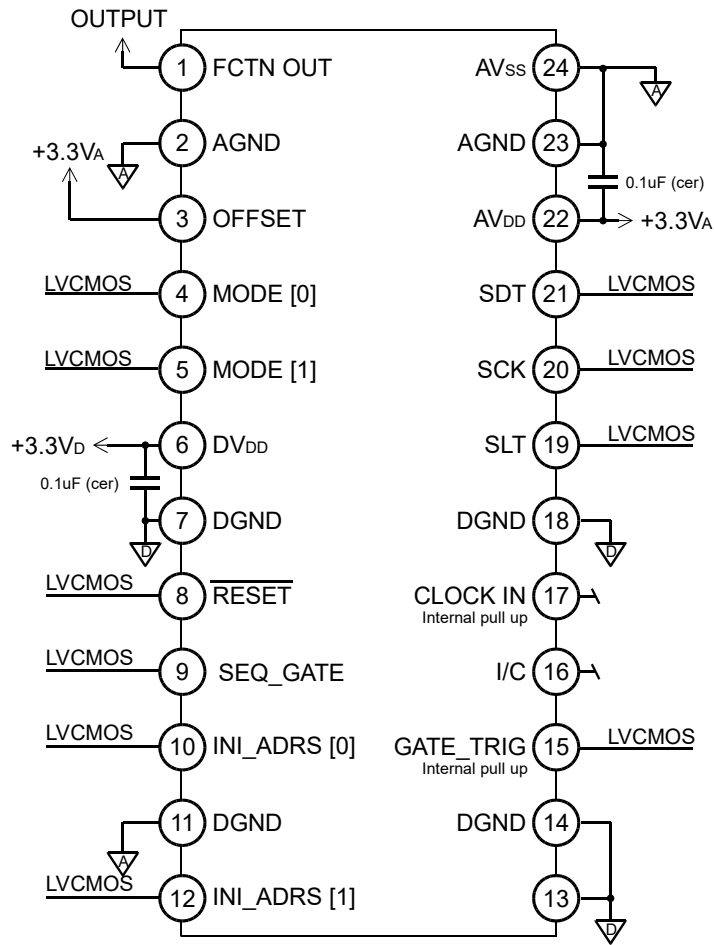 OUTPUT
1 FCTN OUT
AVSS 24
A
2 AGND
A
AGND 23
0.1uF (cer)
+3.3VA
3 OFFSET
AVDD 22
+3.3VA
LVCMOS 4 MODE [0]
SDT 21 LVCMOS
LVCMOS 5 MODE [1]
SCK 20 LVCMOS
+3.3VD
6 DVDD
SLT 19 LVCMOS
0.1uF (cer)
7 DGND
D
DGND 18
D
LVCMOS 8 RESET
CLOCK IN 17
Internal pull up
LVCMOS 9 SEQ_GATE
I/C 16
LVCMOS 10 INI_ADRS [0]
GATE_TRIG 15 LVCMOS
Internal pull up
11 DGND
A
DGND 14
LVCMOS 12 INI_ADRS [1]
13
D